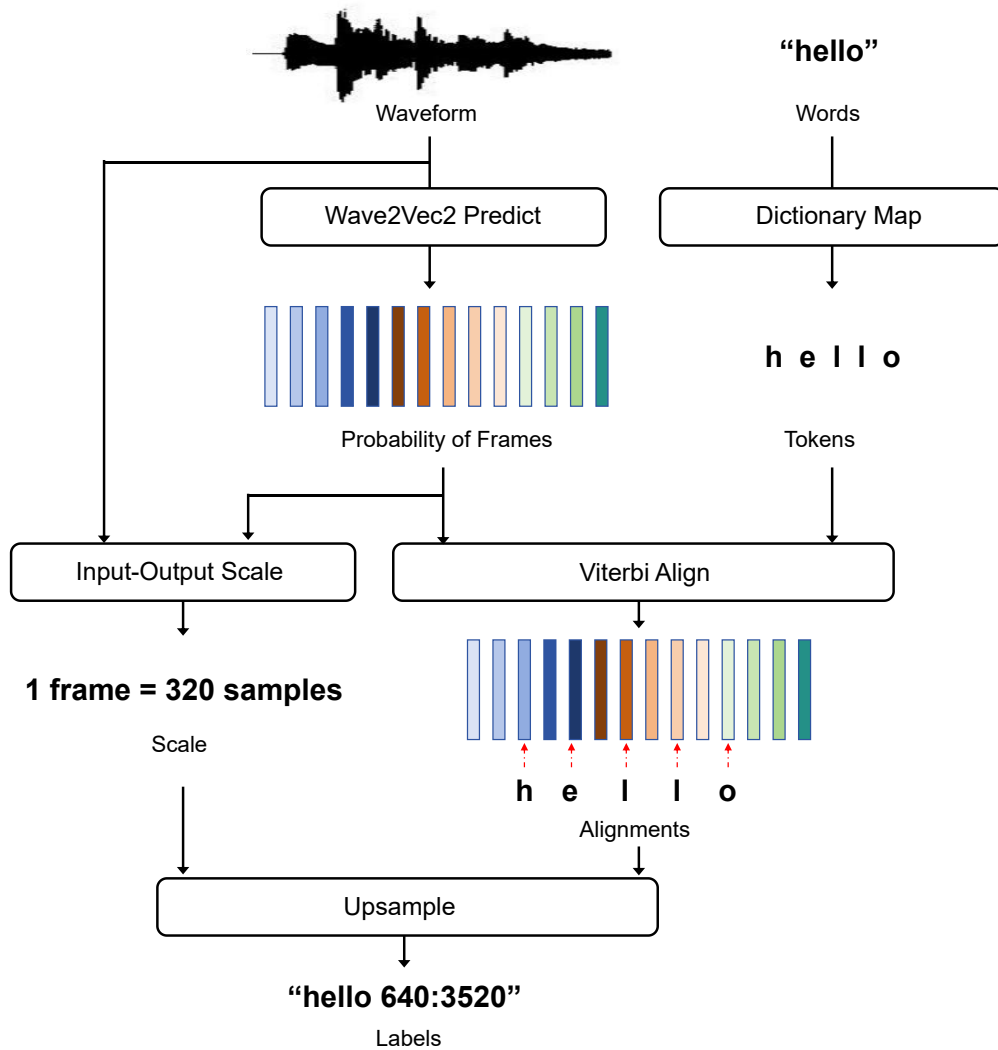 “hello”
Waveform
Words
Wave2Vec2 Predict
Dictionary Map
h e l l o
Probability of Frames
Tokens
Input-Output Scale
Viterbi Align
1 frame = 320 samples
Scale
h e l l o
Alignments
Upsample
“hello 640:3520”
Labels